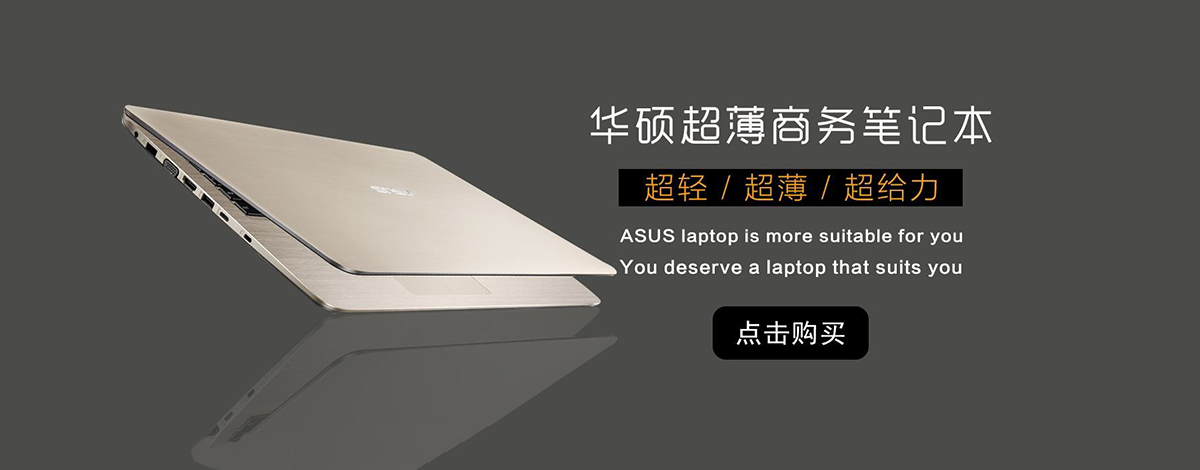 华硕超薄商务笔记本
超轻 / 超薄 / 超给力
ASUS laptop is more suitable for you
You deserve a laptop that suits you
点击购买
ASUS